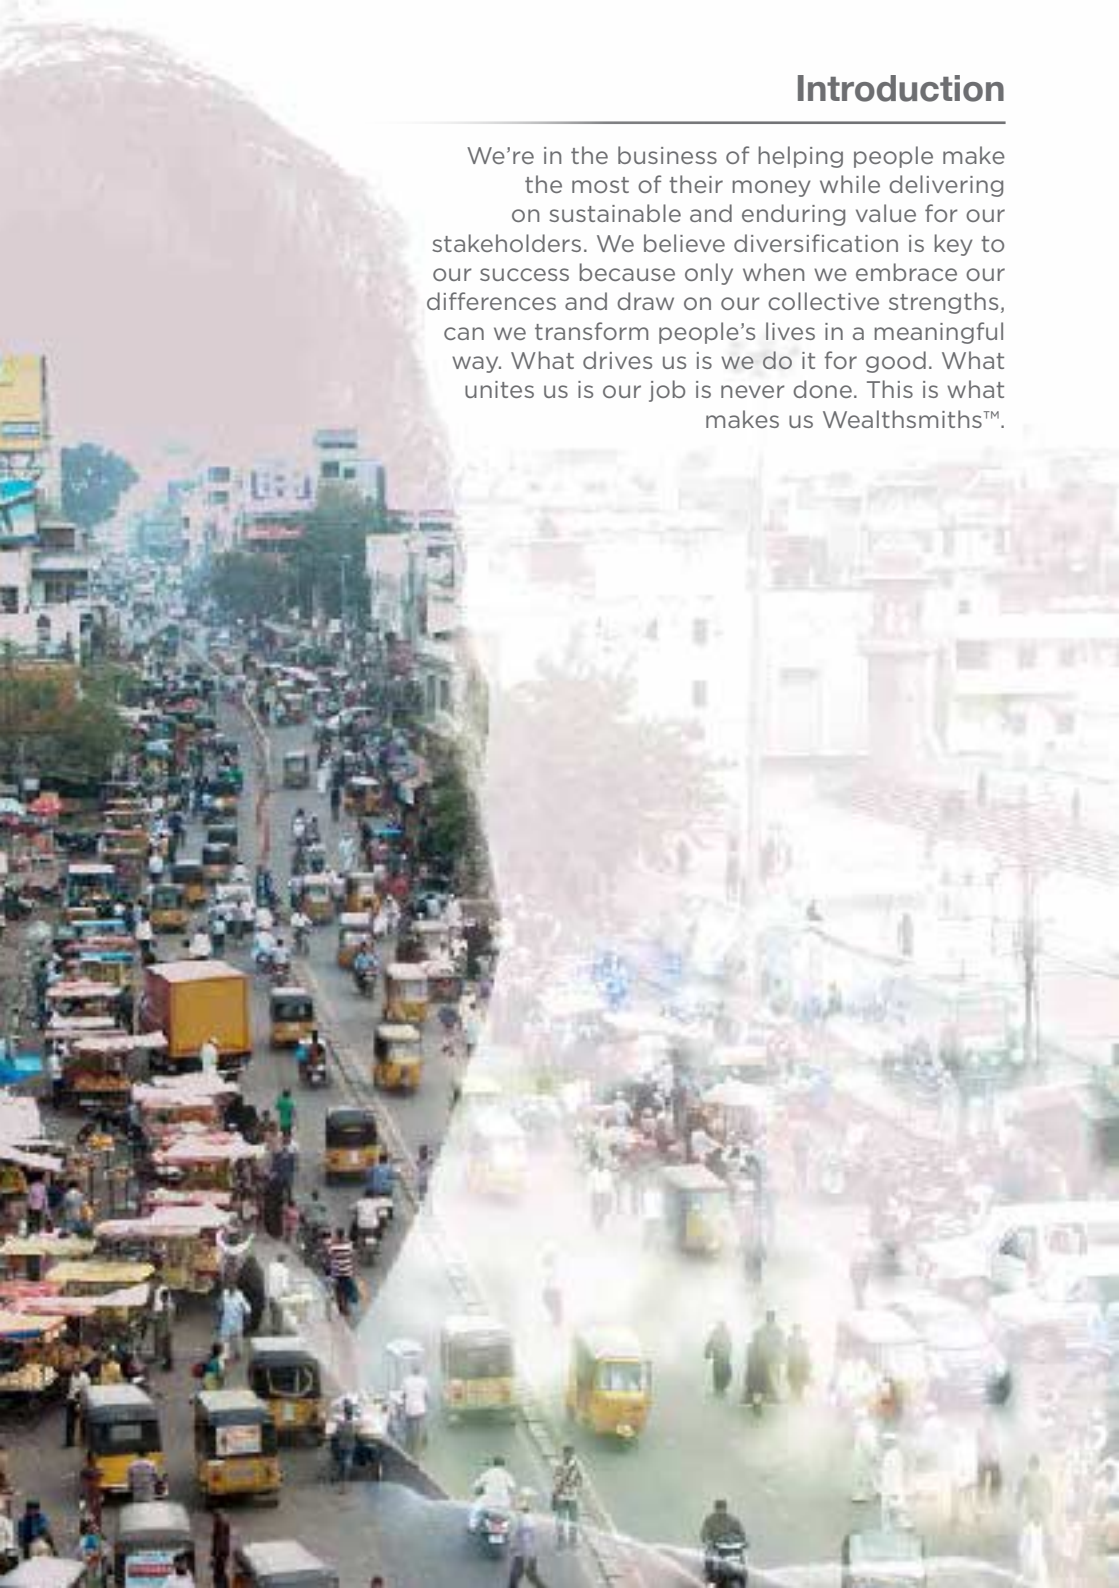 Introduction
We’re in the business of helping people make
the most of their money while delivering
on sustainable and enduring value for our
stakeholders. We believe diversification is key to
our success because only when we embrace our
differences and draw on our collective strengths,
can we transform people’s lives in a meaningful
way. What drives us is we do it for good. What
unites us is our job is never done. This is what
makes us Wealthsmiths™.